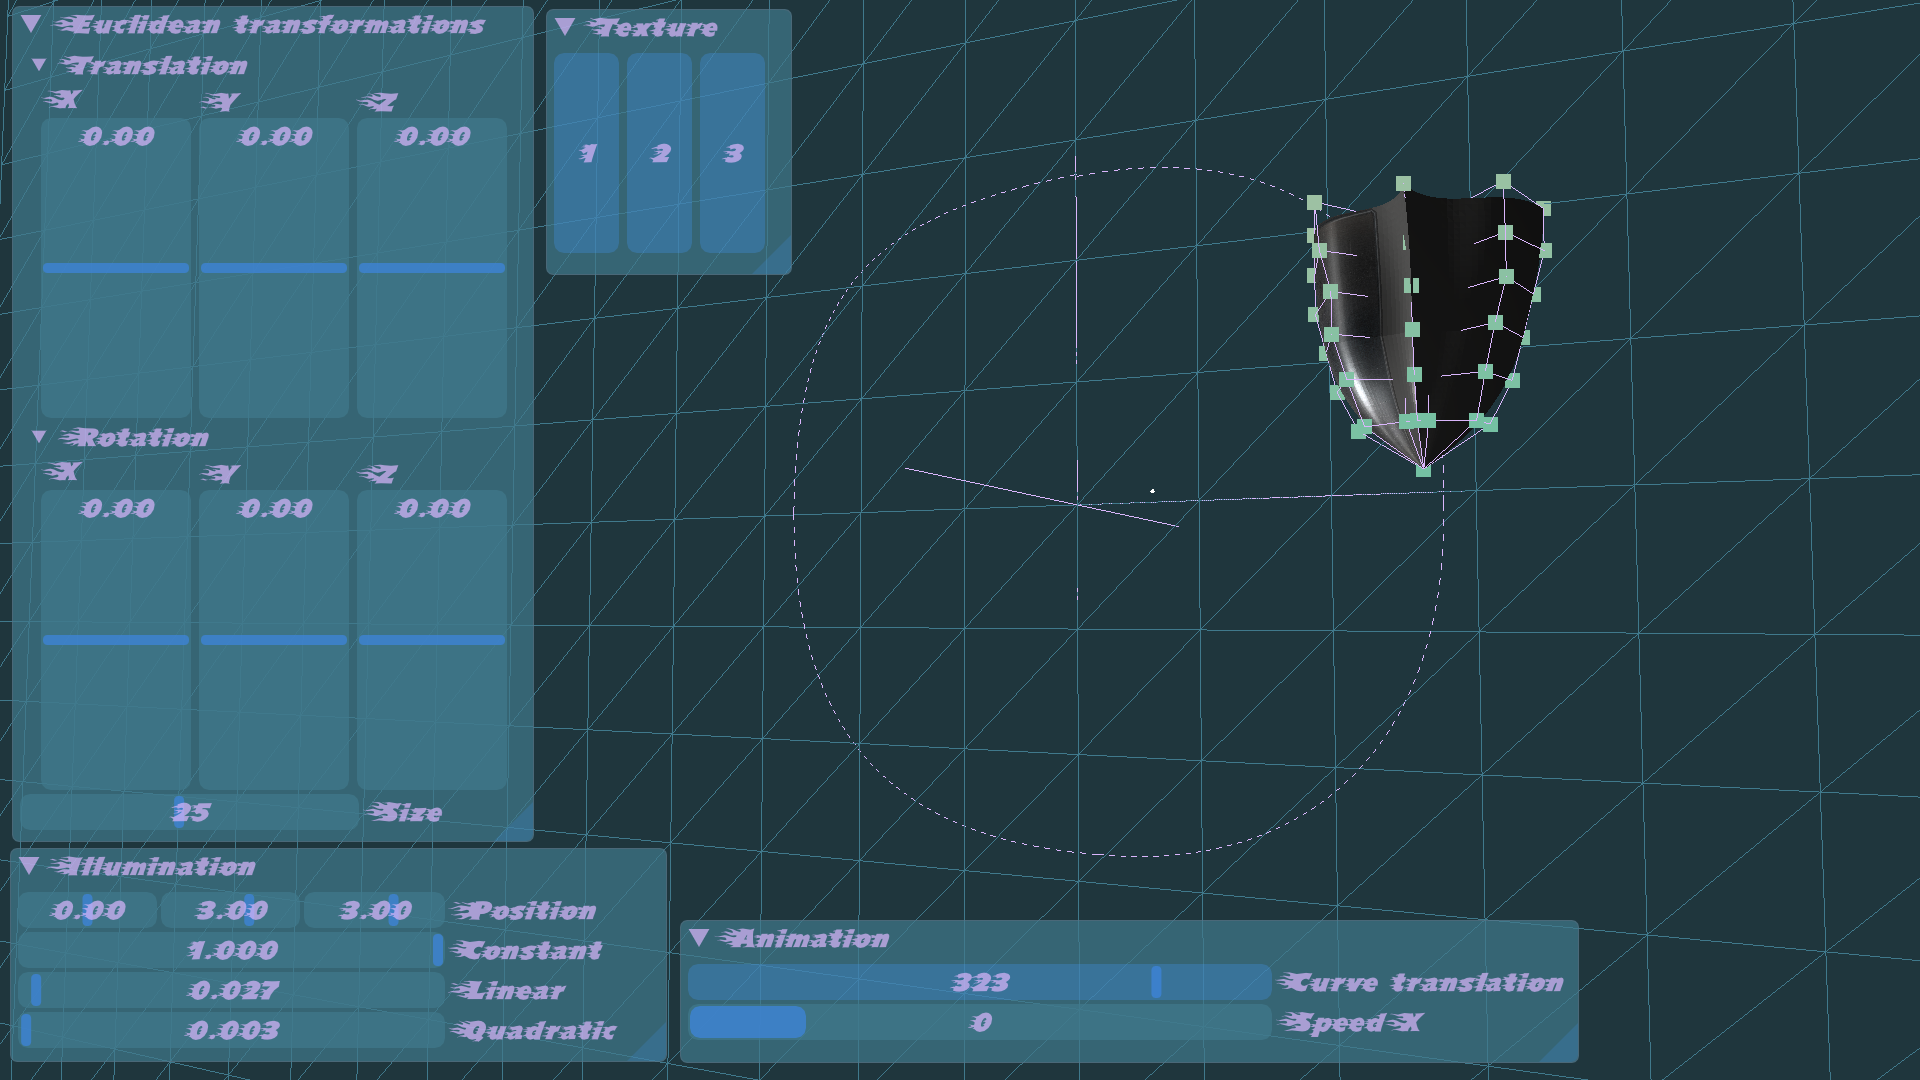 Euclidean transformations
Translation
X Y Z
0.00 0.00 0.00
Rotation
X Y Z
0.00 0.00 0.00
25 Size
Texture
1 2 3
Illumination
0.00 3.00 3.00 Position
1.000 Constant
0.027 Linear
0.003 Quadratic
Animation
323 Curve translation
0 Speed X